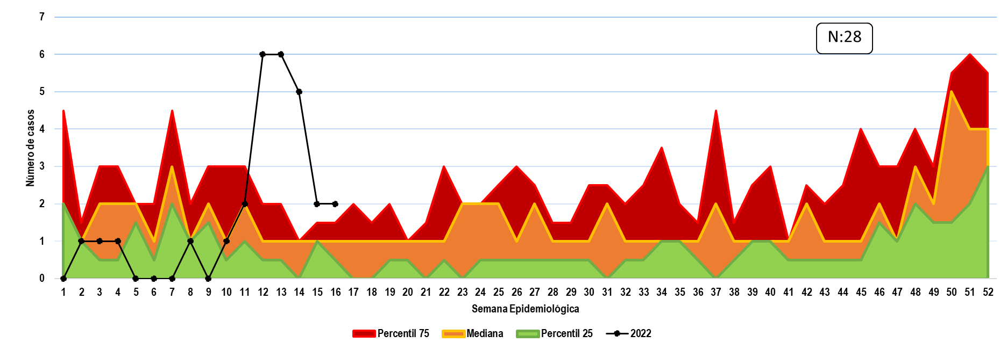 7
N:28
6
5
4
3
2
1
0
Número de casos
1 2 3 4 5 6 7 8 9 10 11 12 13 14 15 16 17 18 19 20 21 22 23 24 25 26 27 28 29 30 31 32 33 34 35 36 37 38 39 40 41 42 43 44 45 46 47 48 49 50 51 52
Semana Epidemiológica
Percentil 75 Mediana Percentil 25 2022